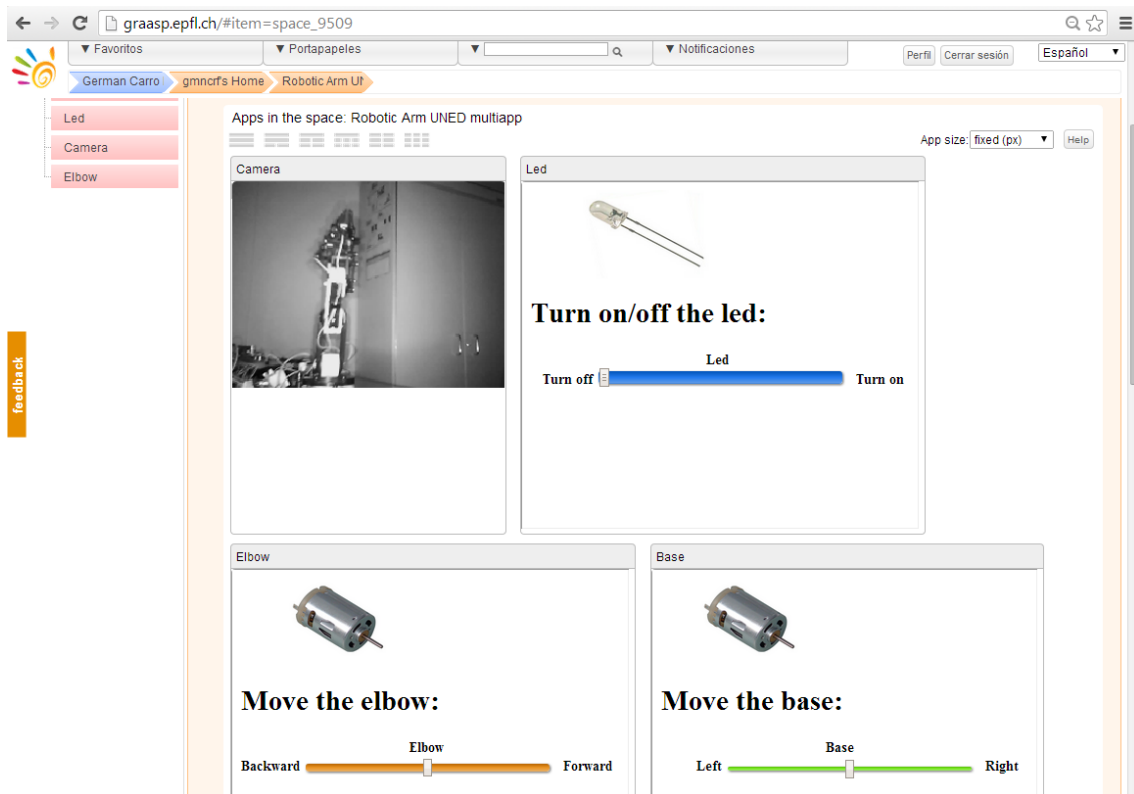 graasp.epfl.ch/#item=space_9509
▼ Favoritos ▼ Portapapeles ▼ ▼ Notificaciones Perfil Cerrar sesión Español ▼
German Carro gmncrf's Home Robotic Arm UN
Led
Camera
Elbow
feedback
Apps in the space: Robotic Arm UNED multiapp
App size: fixed (px) ▼ Help
Camera
Led
Turn on/off the led:
Led
Turn off Turn on
Elbow
Move the elbow:
Elbow
Backward Forward
Base
Move the base:
Base
Left Right